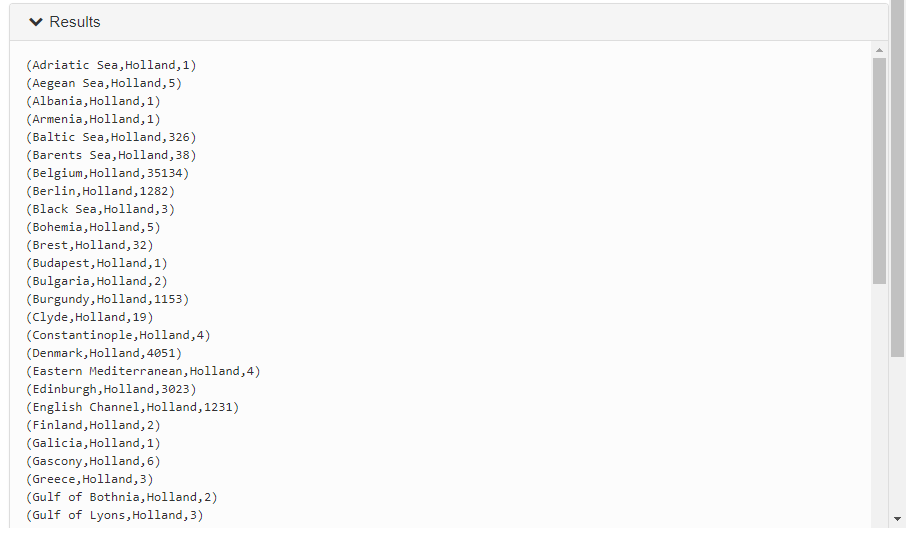 Results
(Adriatic Sea,Holland,1)
(Aegean Sea,Holland,5)
(Albania,Holland,1)
(Armenia,Holland,1)
(Baltic Sea,Holland,326)
(Barents Sea,Holland,38)
(Belgium,Holland,35134)
(Berlin,Holland,1282)
(Black Sea,Holland,3)
(Bohemia,Holland,5)
(Brest,Holland,32)
(Budapest,Holland,1)
(Bulgaria,Holland,2)
(Burgundy,Holland,1153)
(Clyde,Holland,19)
(Constantinople,Holland,4)
(Denmark,Holland,4051)
(Eastern Mediterranean,Holland,4)
(Edinburgh,Holland,3023)
(English Channel,Holland,1231)
(Finland,Holland,2)
(Galicia,Holland,1)
(Gascony,Holland,6)
(Greece,Holland,3)
(Gulf of Bothnia,Holland,2)
(Gulf of Lyons,Holland,3)